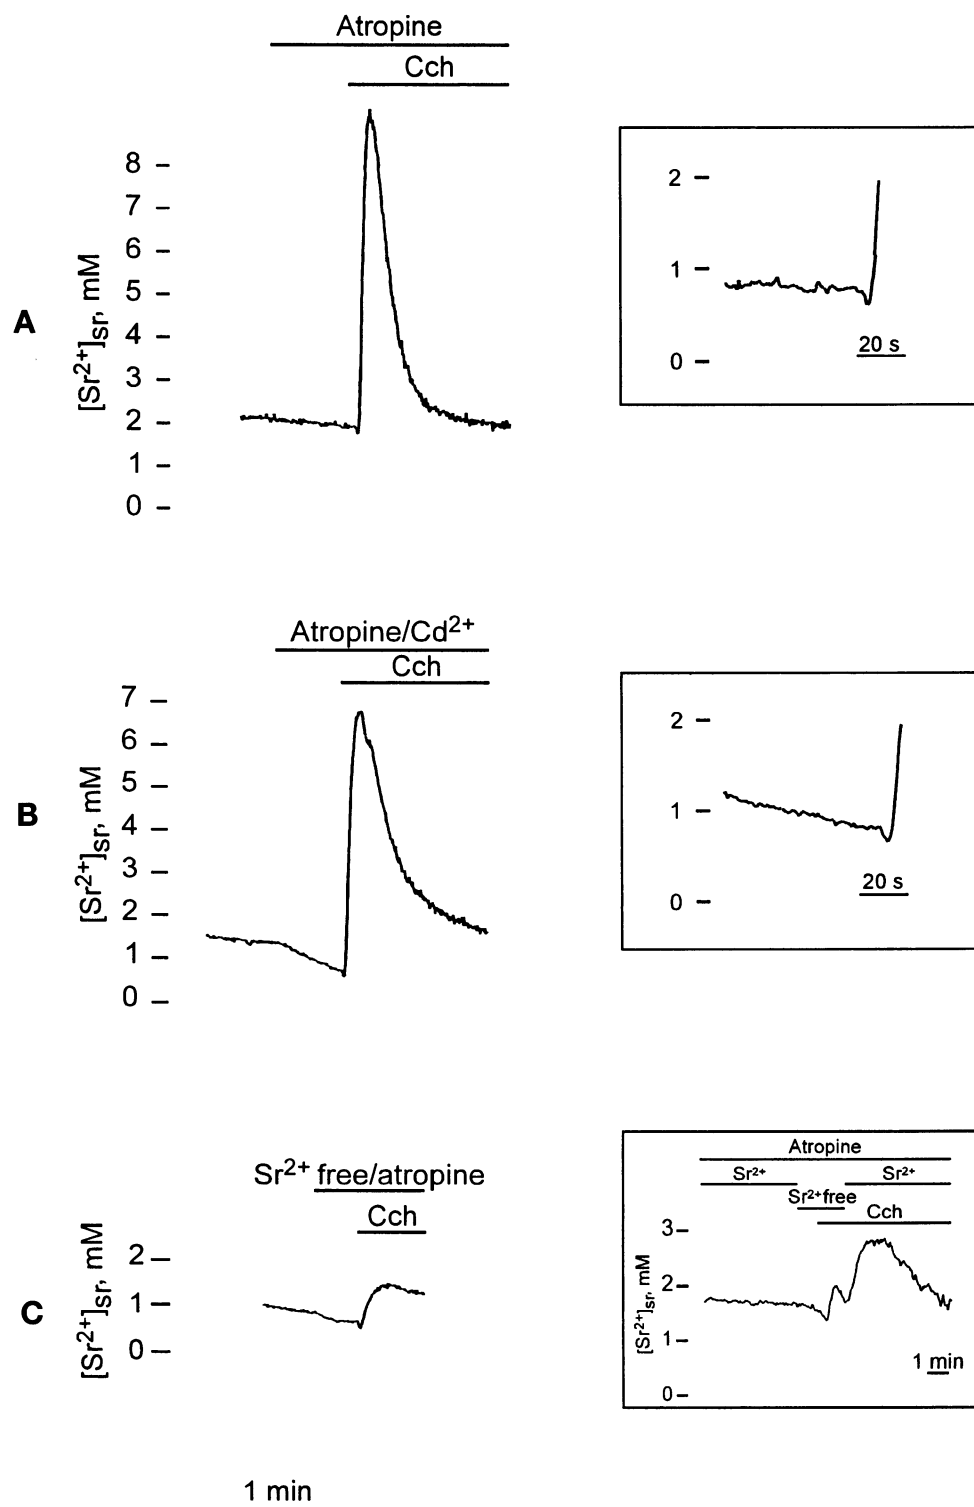 Atropine
Cch
8
7
6
5
4
3
2
1
0
[Sr2+]sr, mM
A
2
1
0
20 s
Atropine/Cd2+
Cch
7
6
5
4
3
2
1
0
[Sr2+]sr, mM
B
2
1
0
20 s
Sr2+ free/atropine
Cch
2
1
0
[Sr2+]sr, mM
C
Atropine
Sr2+ Sr2+
Sr2+free
Cch
3
2
1
0
[Sr2+]sr, mM
1 min
1 min